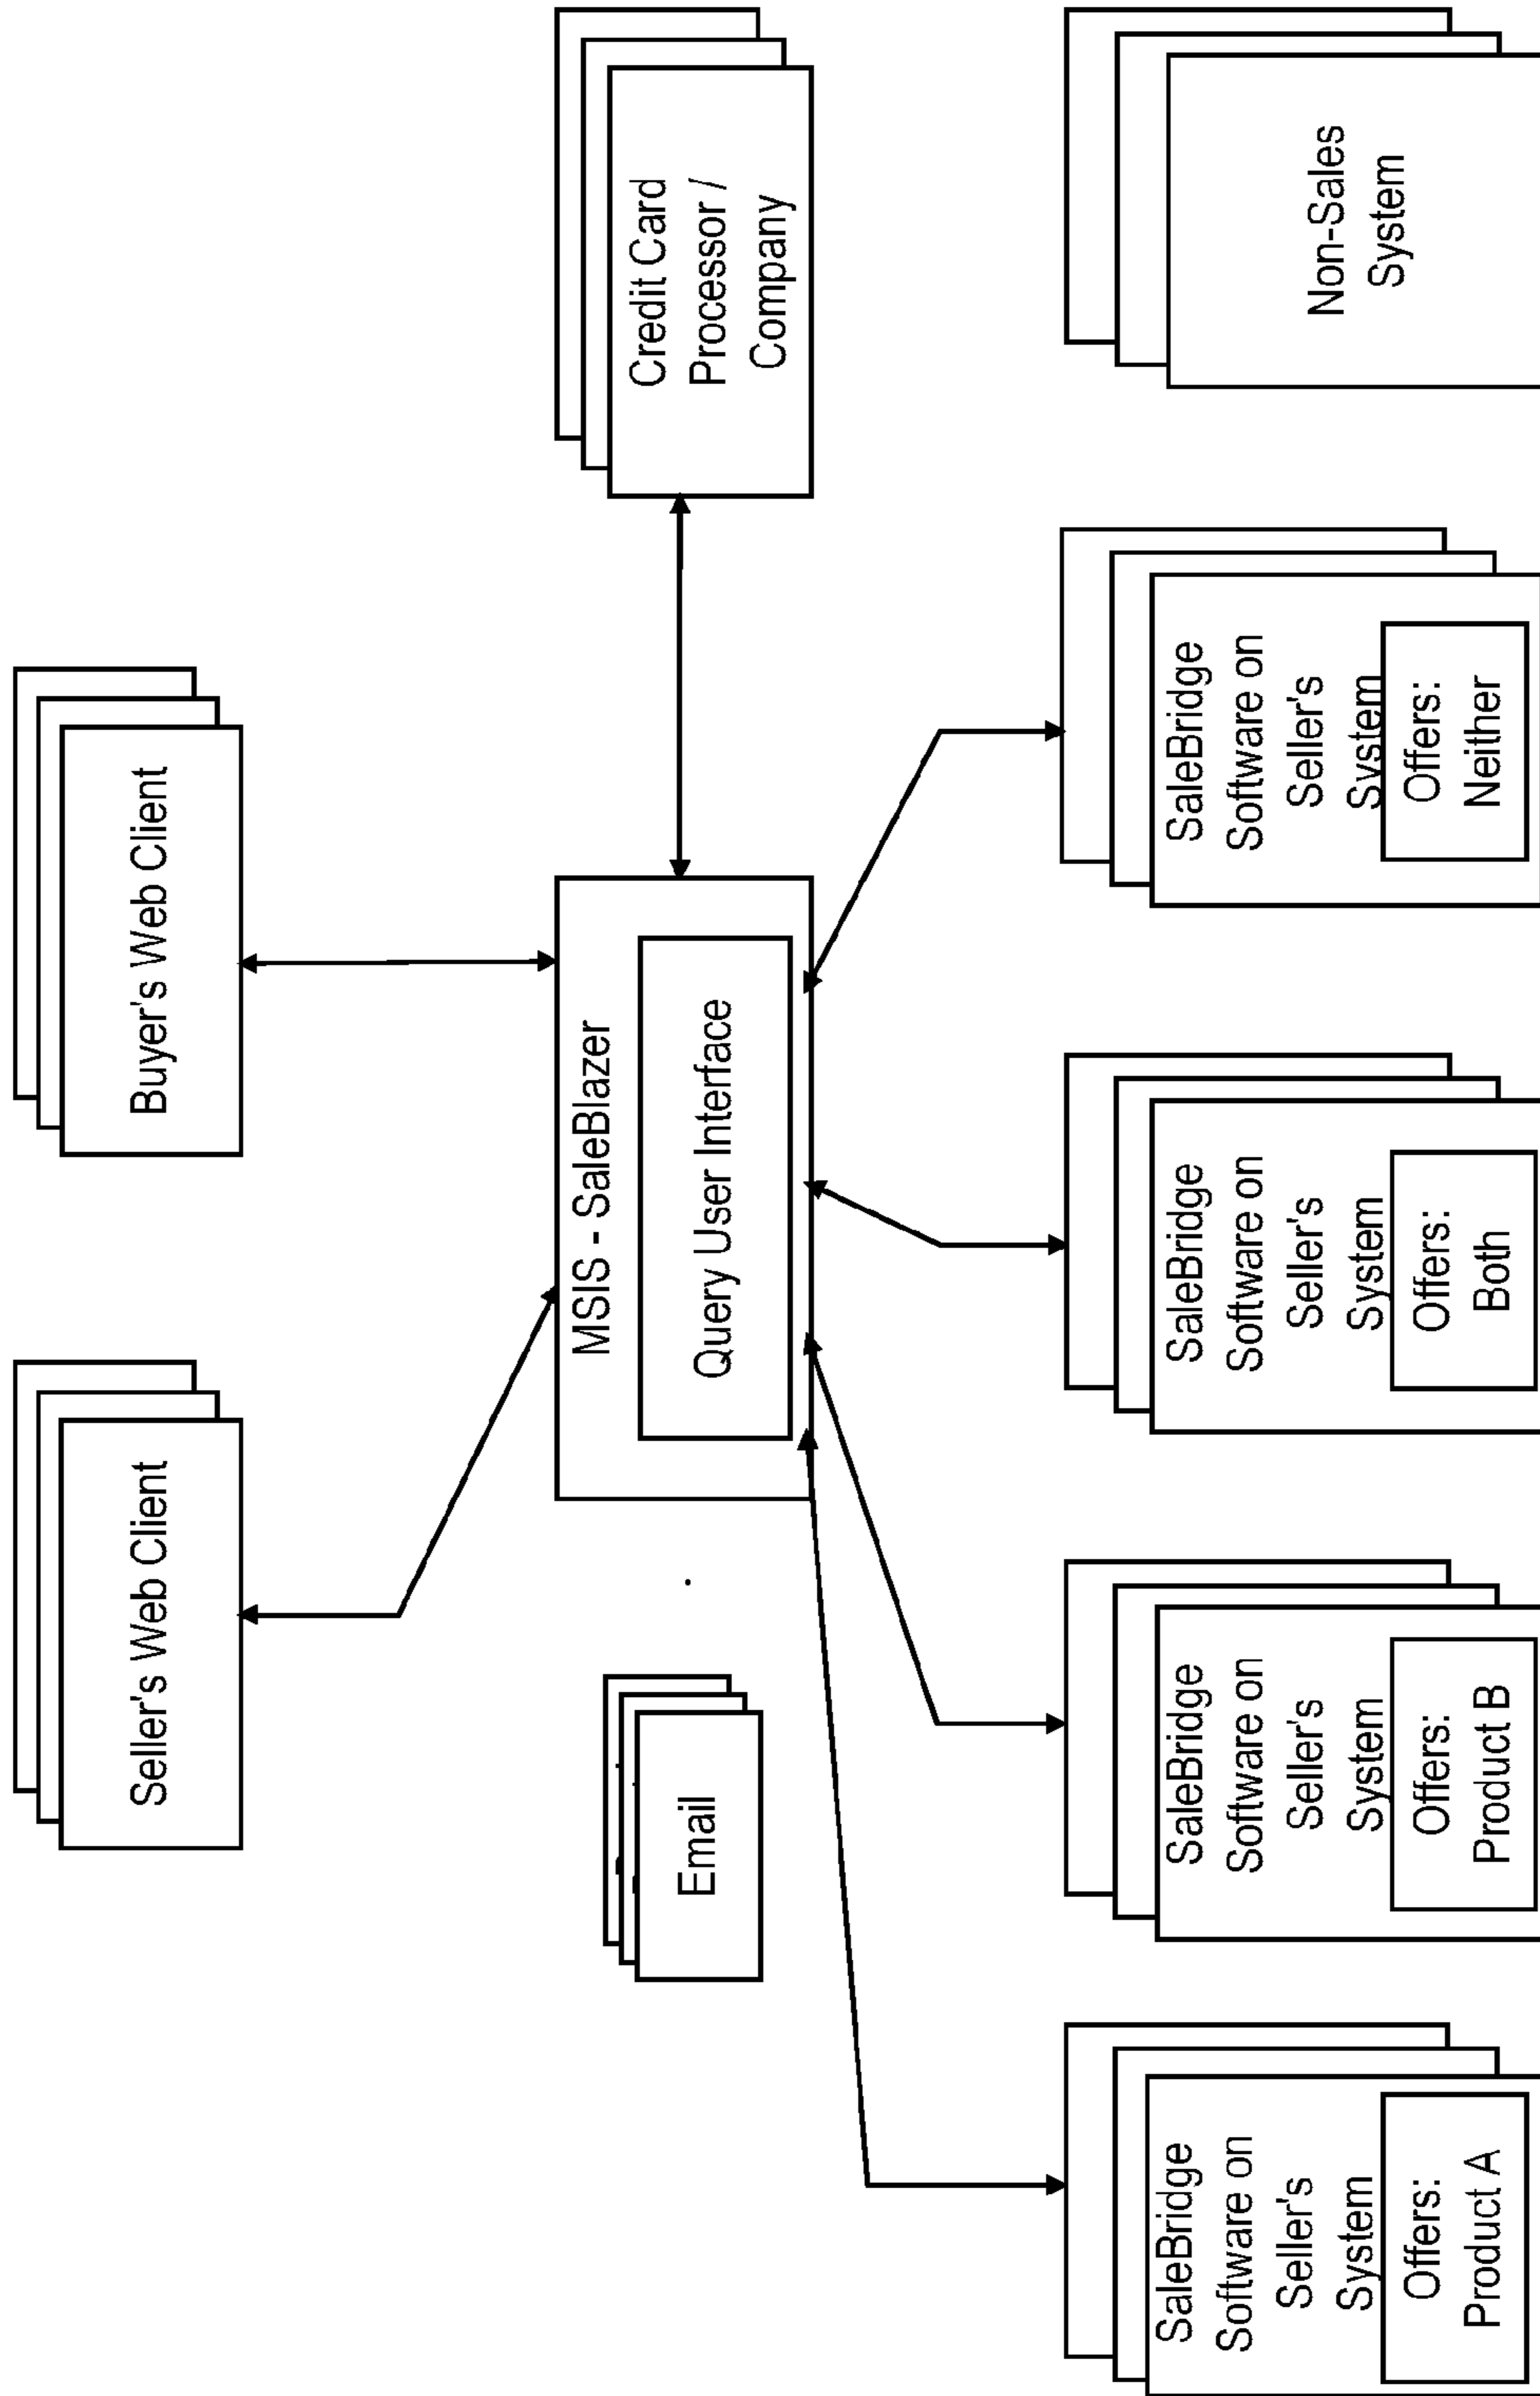 Seller's Web Client
Buyer's Web Client
Email
MSIS - SaleBlazer
Query User Interface
Credit Card
Processor /
Company
SaleBridge
Software on
Seller's
System
Offers:
Product A
SaleBridge
Software on
Seller's
System
Offers:
Product B
SaleBridge
Software on
Seller's
System
Offers:
Both
SaleBridge
Software on
Seller's
System
Offers:
Neither
Non-Sales
System